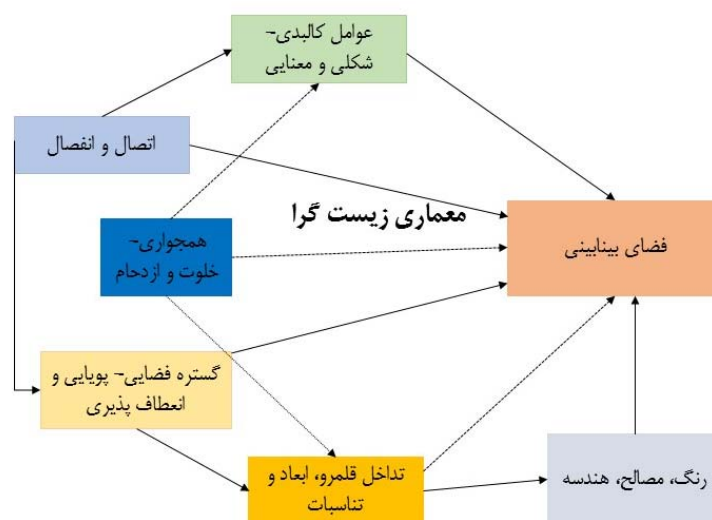 عوامل کالبدی-
شکلی و معنایی
اتصال و انفصال
معماری زیست گرا
همجواری-
خلوت و ازدحام
فضای بینابینی
گستره فضایی- پویایی و
انعطاف پذیری
تداخل قلمرو، ابعاد و
تناسبات
رنگ، مصالح، هندسه